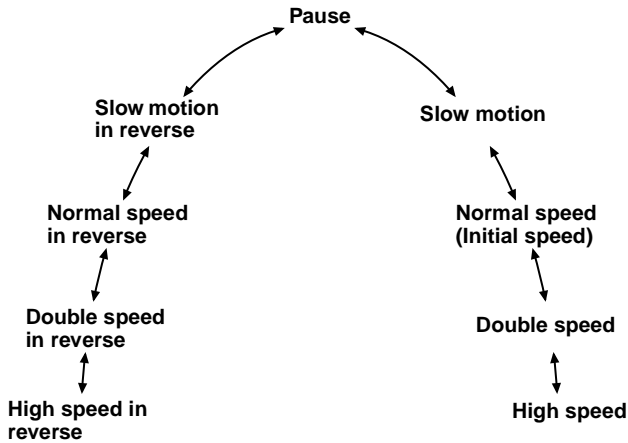 Pause
Slow motion
in reverse
Slow motion
Normal speed
in reverse
Normal speed
(Initial speed)
Double speed
in reverse
Double speed
High speed in
reverse
High speed